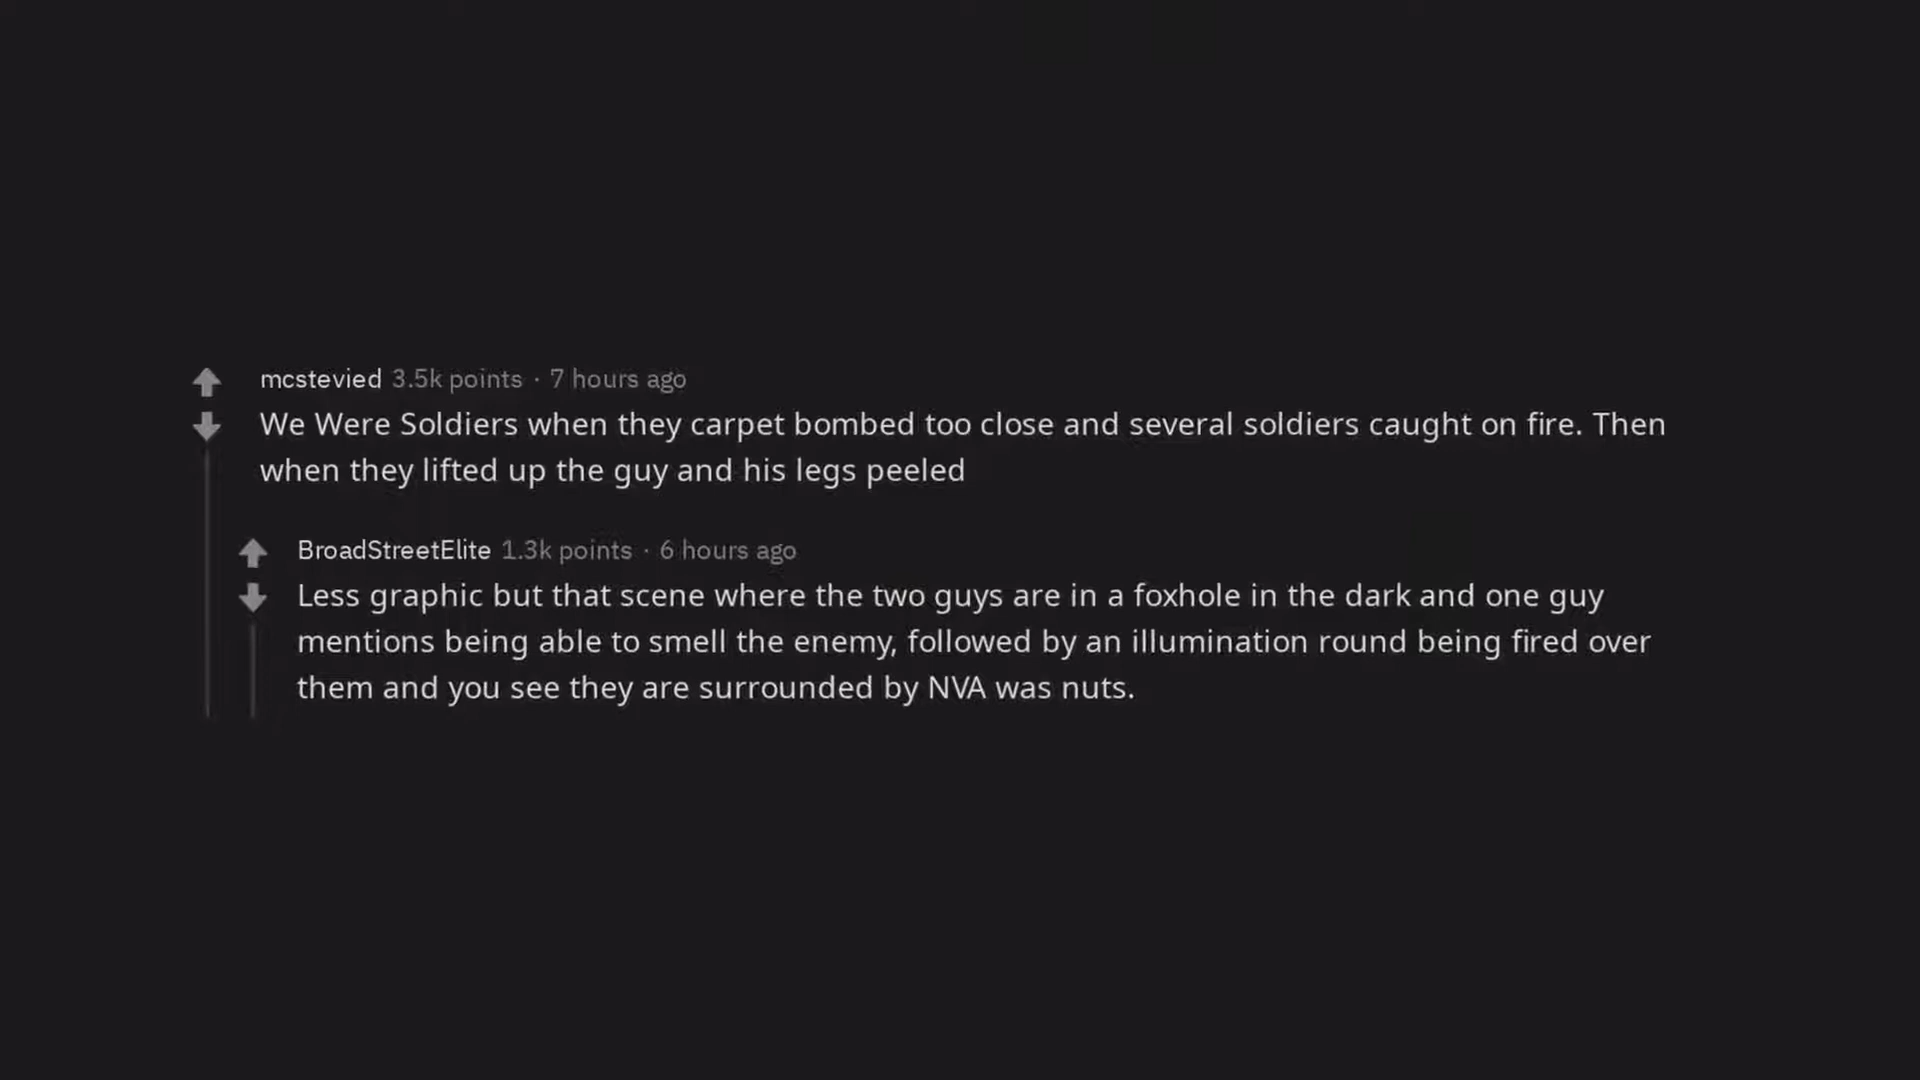 mcstevied 3.5k points · 7 hours ago
We Were Soldiers when they carpet bombed too close and several soldiers caught on fire. Then
when they lifted up the guy and his legs peeled
BroadStreetElite 1.3k points · 6 hours ago
Less graphic but that scene where the two guys are in a foxhole in the dark and one guy
mentions being able to smell the enemy, followed by an illumination round being fired over
them and you see they are surrounded by NVA was nuts.